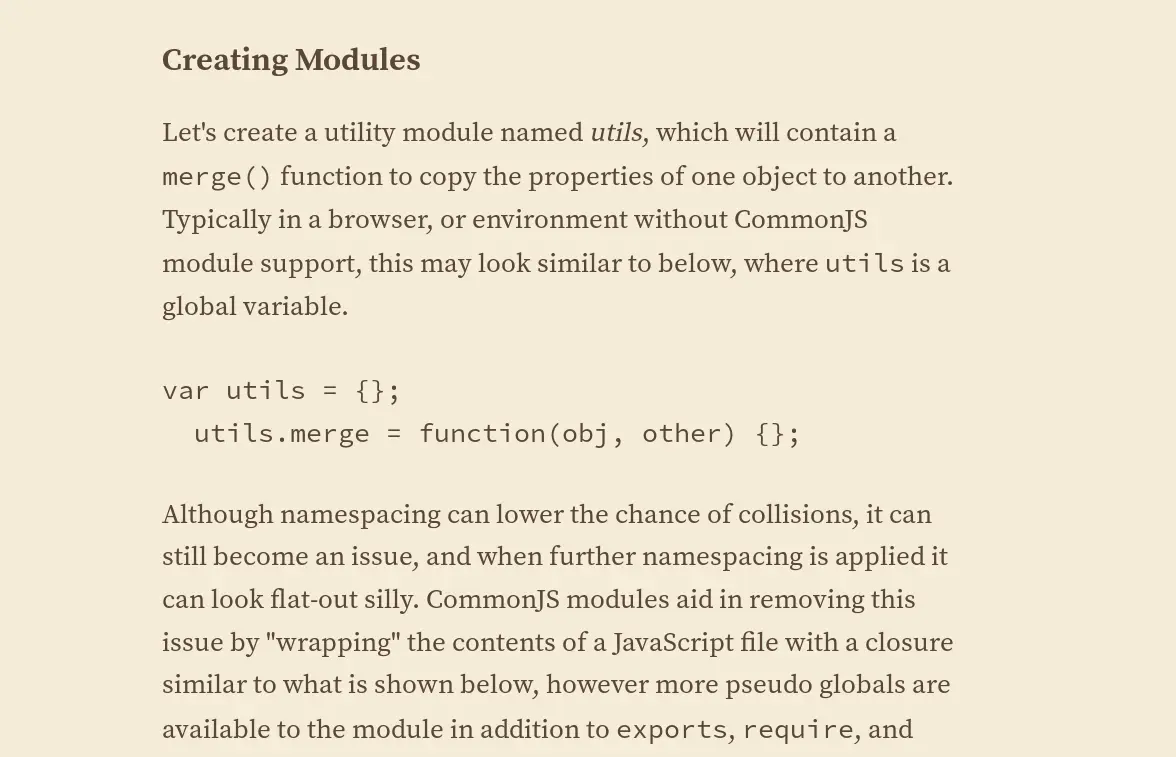 Creating Modules
Let's create a utility module named utils, which will contain a
merge() function to copy the properties of one object to another.
Typically in a browser, or environment without CommonJS
module support, this may look similar to below, where utils is a
global variable.
var utils = {};
  utils.merge = function(obj, other) {};
Although namespacing can lower the chance of collisions, it can
still become an issue, and when further namespacing is applied it
can look flat-out silly. CommonJS modules aid in removing this
issue by "wrapping" the contents of a JavaScript file with a closure
similar to what is shown below, however more pseudo globals are
available to the module in addition to exports, require, and